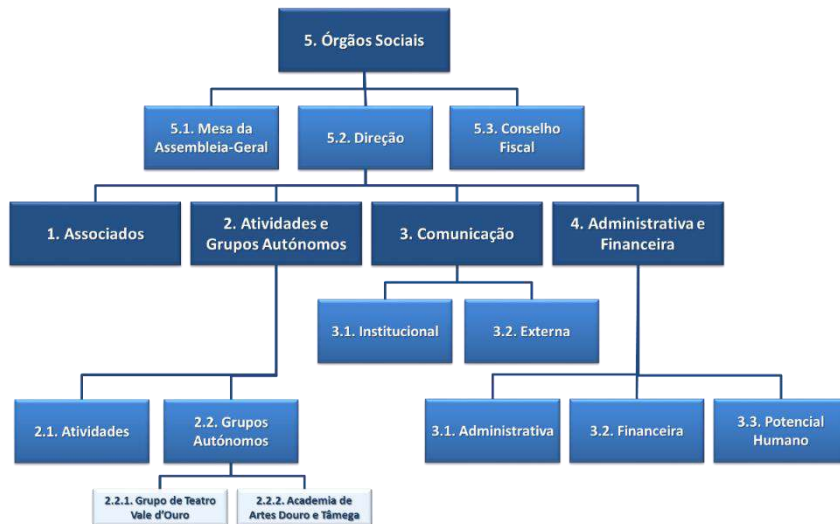 5. Órgãos Sociais
5.1. Mesa da
Assembleia-Geral
5.2. Direção
5.3. Conselho
Fiscal
1. Associados
2. Atividades e
Grupos Autónomos
3. Comunicação
4. Administrativa e
Financeira
3.1. Institucional
3.2. Externa
2.1. Atividades
2.2. Grupos
Autónomos
3.1. Administrativa
3.2. Financeira
3.3. Potencial
Humano
2.2.1. Grupo de Teatro
Vale d'Ouro
2.2.2. Academia de
Artes Douro e Tâmega